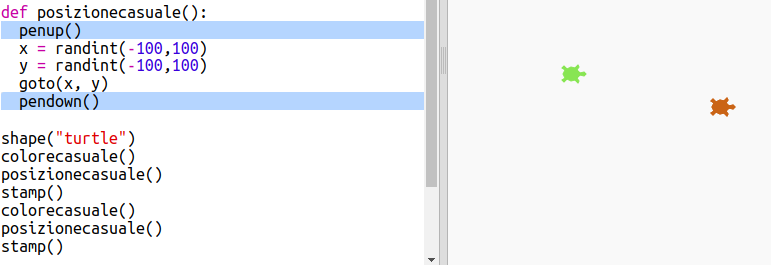 def posizionecasuale():
  penup()
  x = randint(-100,100)
  y = randint(-100,100)
  goto(x, y)
  pendown()

shape("turtle")
colorecasuale()
posizionecasuale()
stamp()
colorecasuale()
posizionecasuale()
stamp()